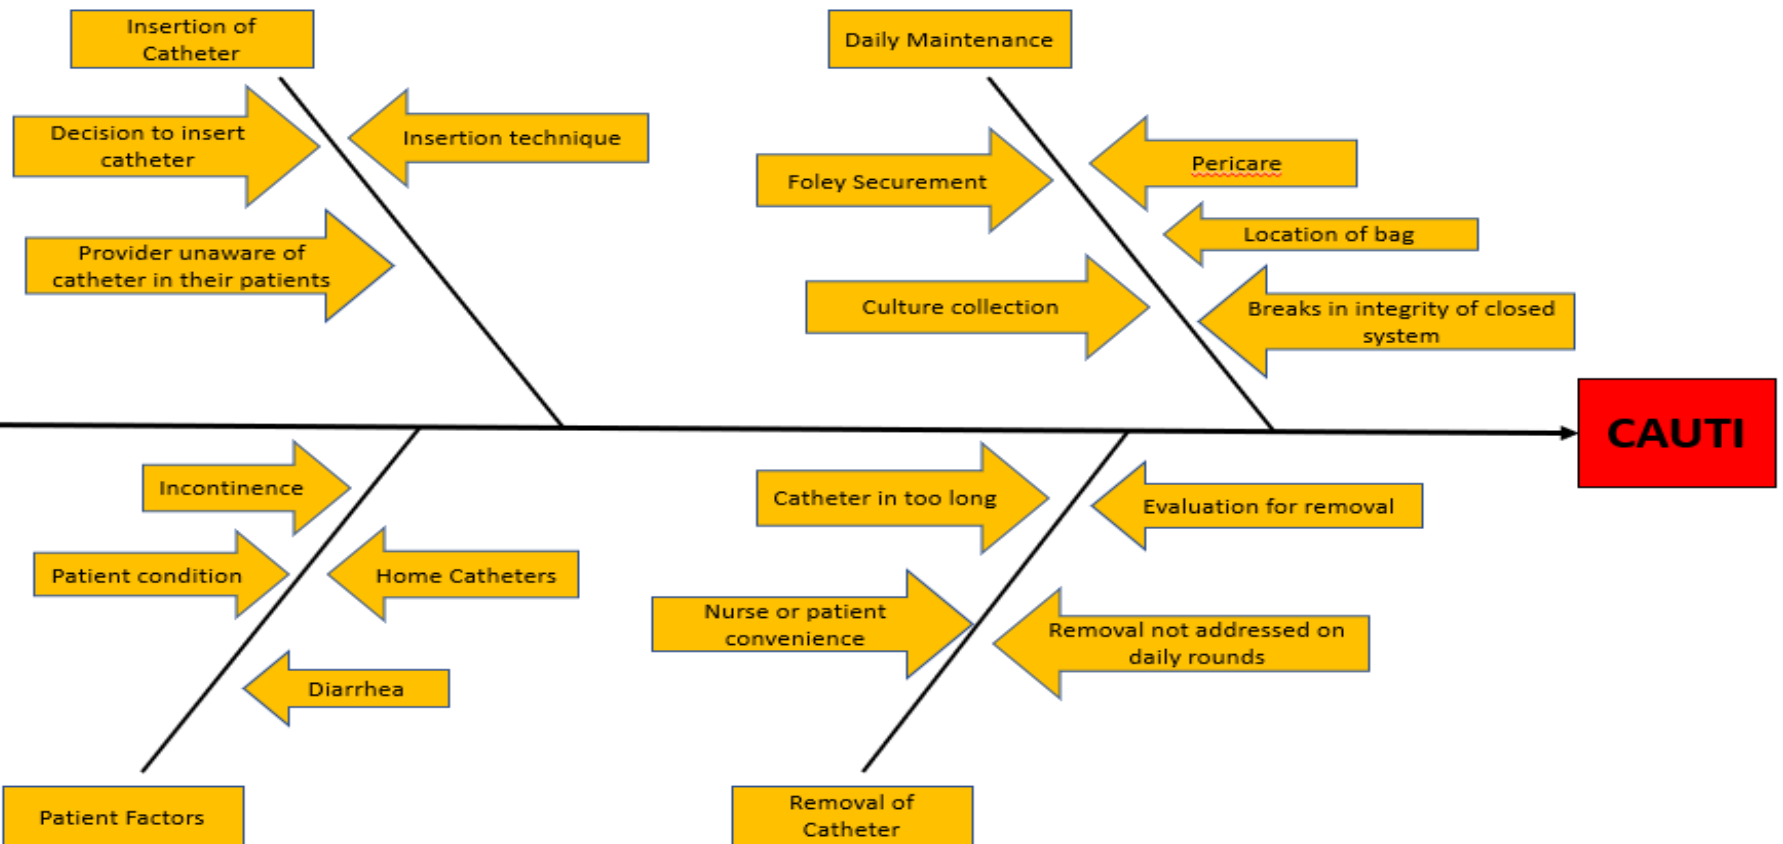 Insertion of
Catheter
Decision to insert
catheter
Insertion technique
Provider unaware of
catheter in their patients
Daily Maintenance
Foley Securement
Pericare
Location of bag
Culture collection
Breaks in integrity of closed
system
CAUTI
Incontinence
Patient condition
Home Catheters
Diarrhea
Patient Factors
Catheter in too long
Evaluation for removal
Nurse or patient
convenience
Removal not addressed on
daily rounds
Removal of
Catheter